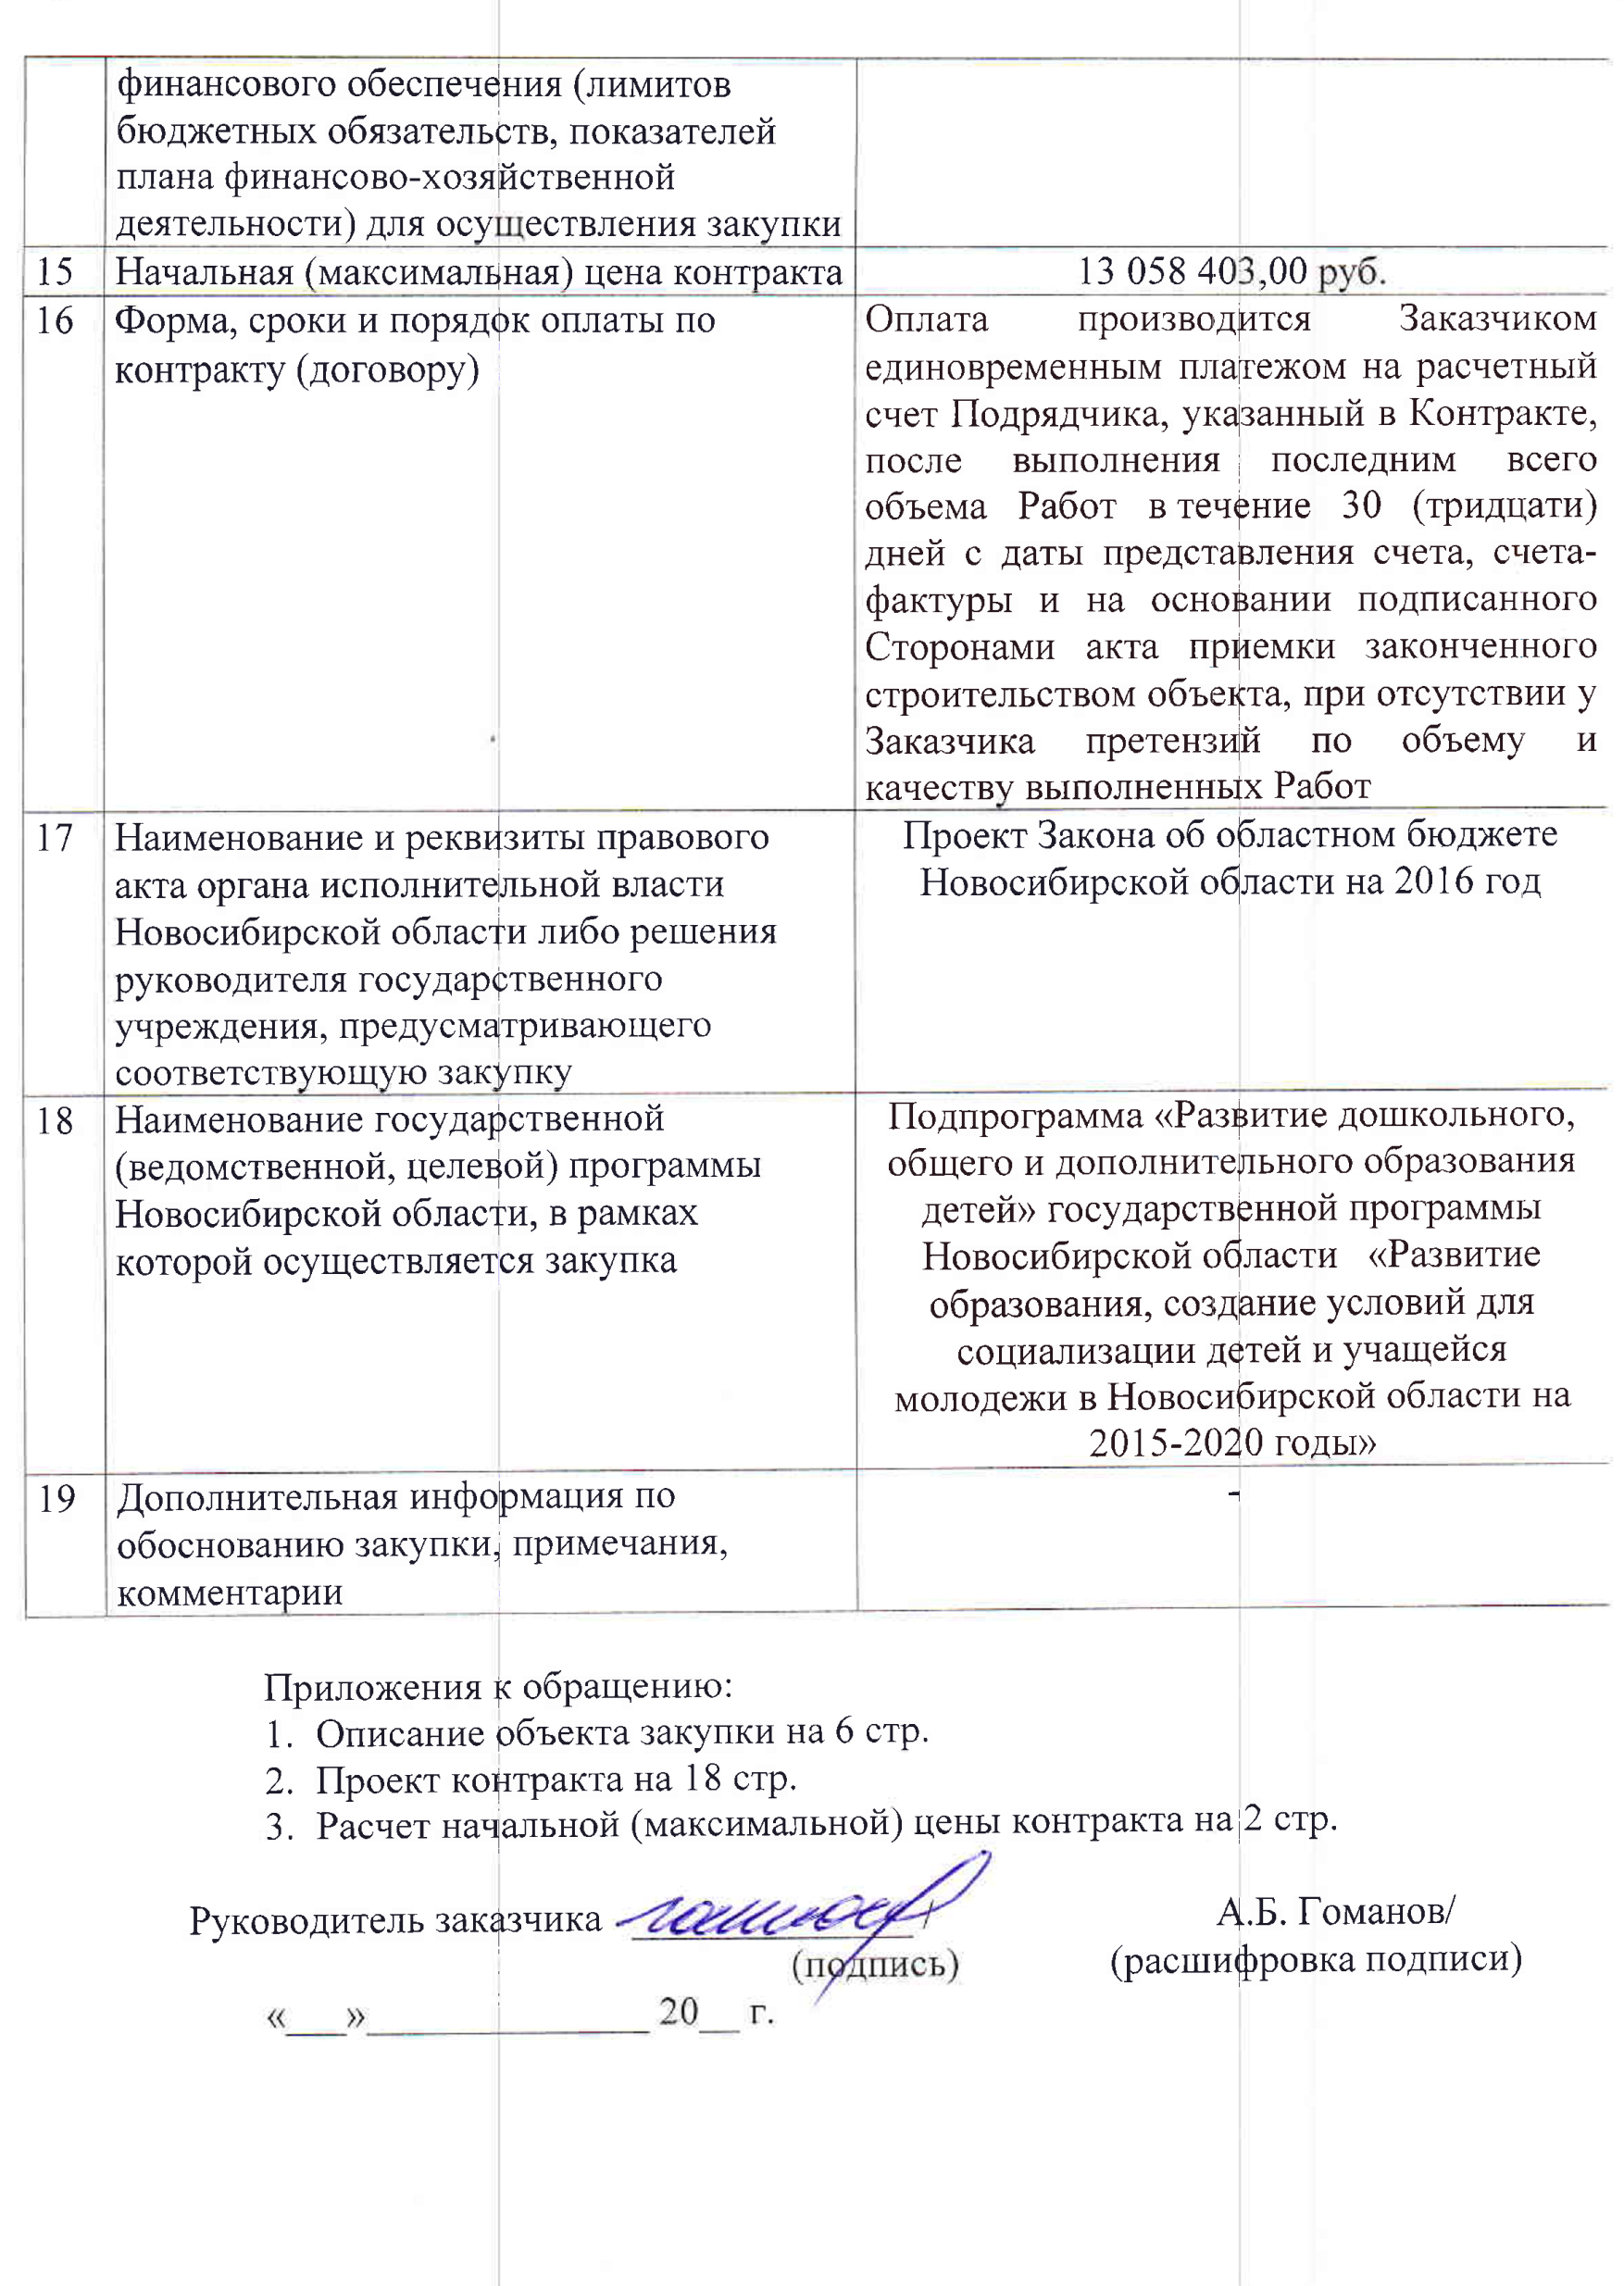 финансового обеспечения (лимитов
бюджетных обязательств, показателей
плана финансово-хозяйственной
деятельности) для осуществления закупки
15 Начальная (максимальная) цена контракта 13 058 403,00 руб.
16 Форма, сроки и порядок оплаты по
контракту (договору)
Оплата производится Заказчиком
единовременным платежом на расчетный
счет Подрядчика, указанный в Контракте,
после выполнения последним всего
объема Работ в течение 30 (тридцати)
дней с даты представления счета, счета-
фактуры и на основании подписанного
Сторонами акта приемки законченного
строительством объекта, при отсутствии у
Заказчика претензий по объему и
качеству выполненных Работ
17 Наименование и реквизиты правового
акта органа исполнительной власти
Новосибирской области либо решения
руководителя государственного
учреждения, предусматривающего
соответствующую закупку
Проект Закона об областном бюджете
Новосибирской области на 2016 год
18 Наименование государственной
(ведомственной, целевой) программы
Новосибирской области, в рамках
которой осуществляется закупка
Подпрограмма «Развитие дошкольного,
общего и дополнительного образования
детей» государственной программы
Новосибирской области «Развитие
образования, создание условий для
социализации детей и учащейся
молодежи в Новосибирской области на
2015-2020 годы»
19 Дополнительная информация по
обоснованию закупки, примечания,
комментарии
-
Приложения к обращению:
1. Описание объекта закупки на 6 стр.
2. Проект контракта на 18 стр.
3. Расчет начальной (максимальной) цены контракта на 2 стр.
Руководитель заказчика ______________/ А.Б. Гоманов/
(подпись) (расшифровка подписи)
«___»______________ 20__ г.